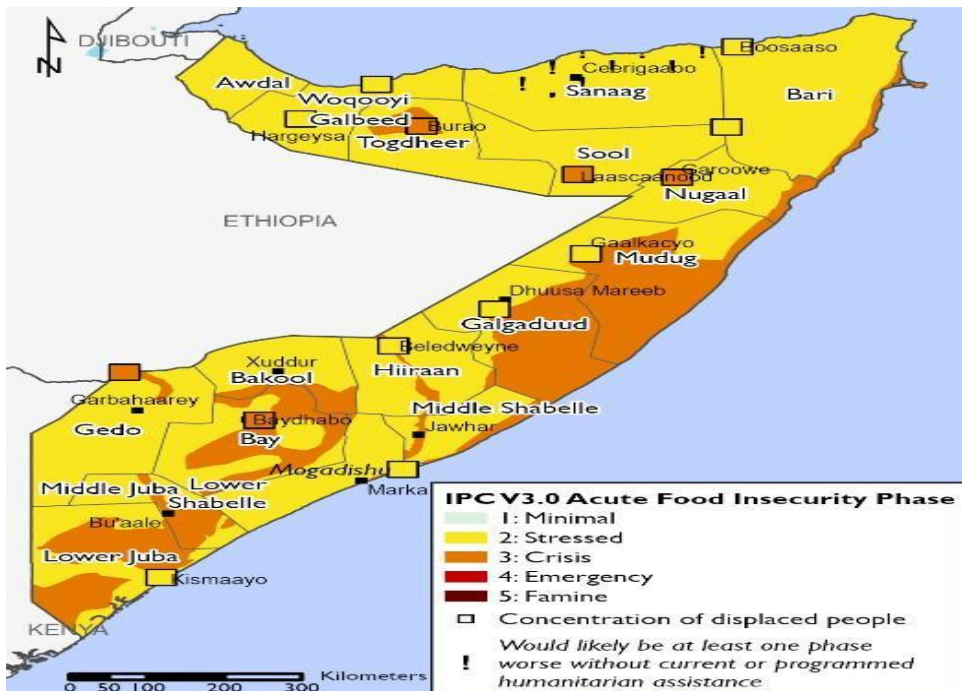 DJIBOUTI
N
Boosaaso
Ceerigaabo
Awdal
Sanaag
Bari
Woqooyi
Galbeed
Burao
Hargeysa
Togdheer
Sool
Garoowe
Laascaanood
Nugaal
ETHIOPIA
Gaalkacyo
Mudug
Dhuusa Mareeb
Galgaduud
Beledweyne
Xuddur
Hiiraan
Bakool
Garbahaarey
Middle Shabelle
Baydhabo
Gedo
Jawhar
Bay
Mogadishu
Middle Juba
Lower
Shabelle
Marka
Bu'aale
Lower Juba
Kismaayo
KENYA
Kilometers
0 50 100 200 300
IPC V3.0 Acute Food Insecurity Phase
1: Minimal
2: Stressed
3: Crisis
4: Emergency
5: Famine
Concentration of displaced people
! Would likely be at least one phase
worse without current or programmed
humanitarian assistance